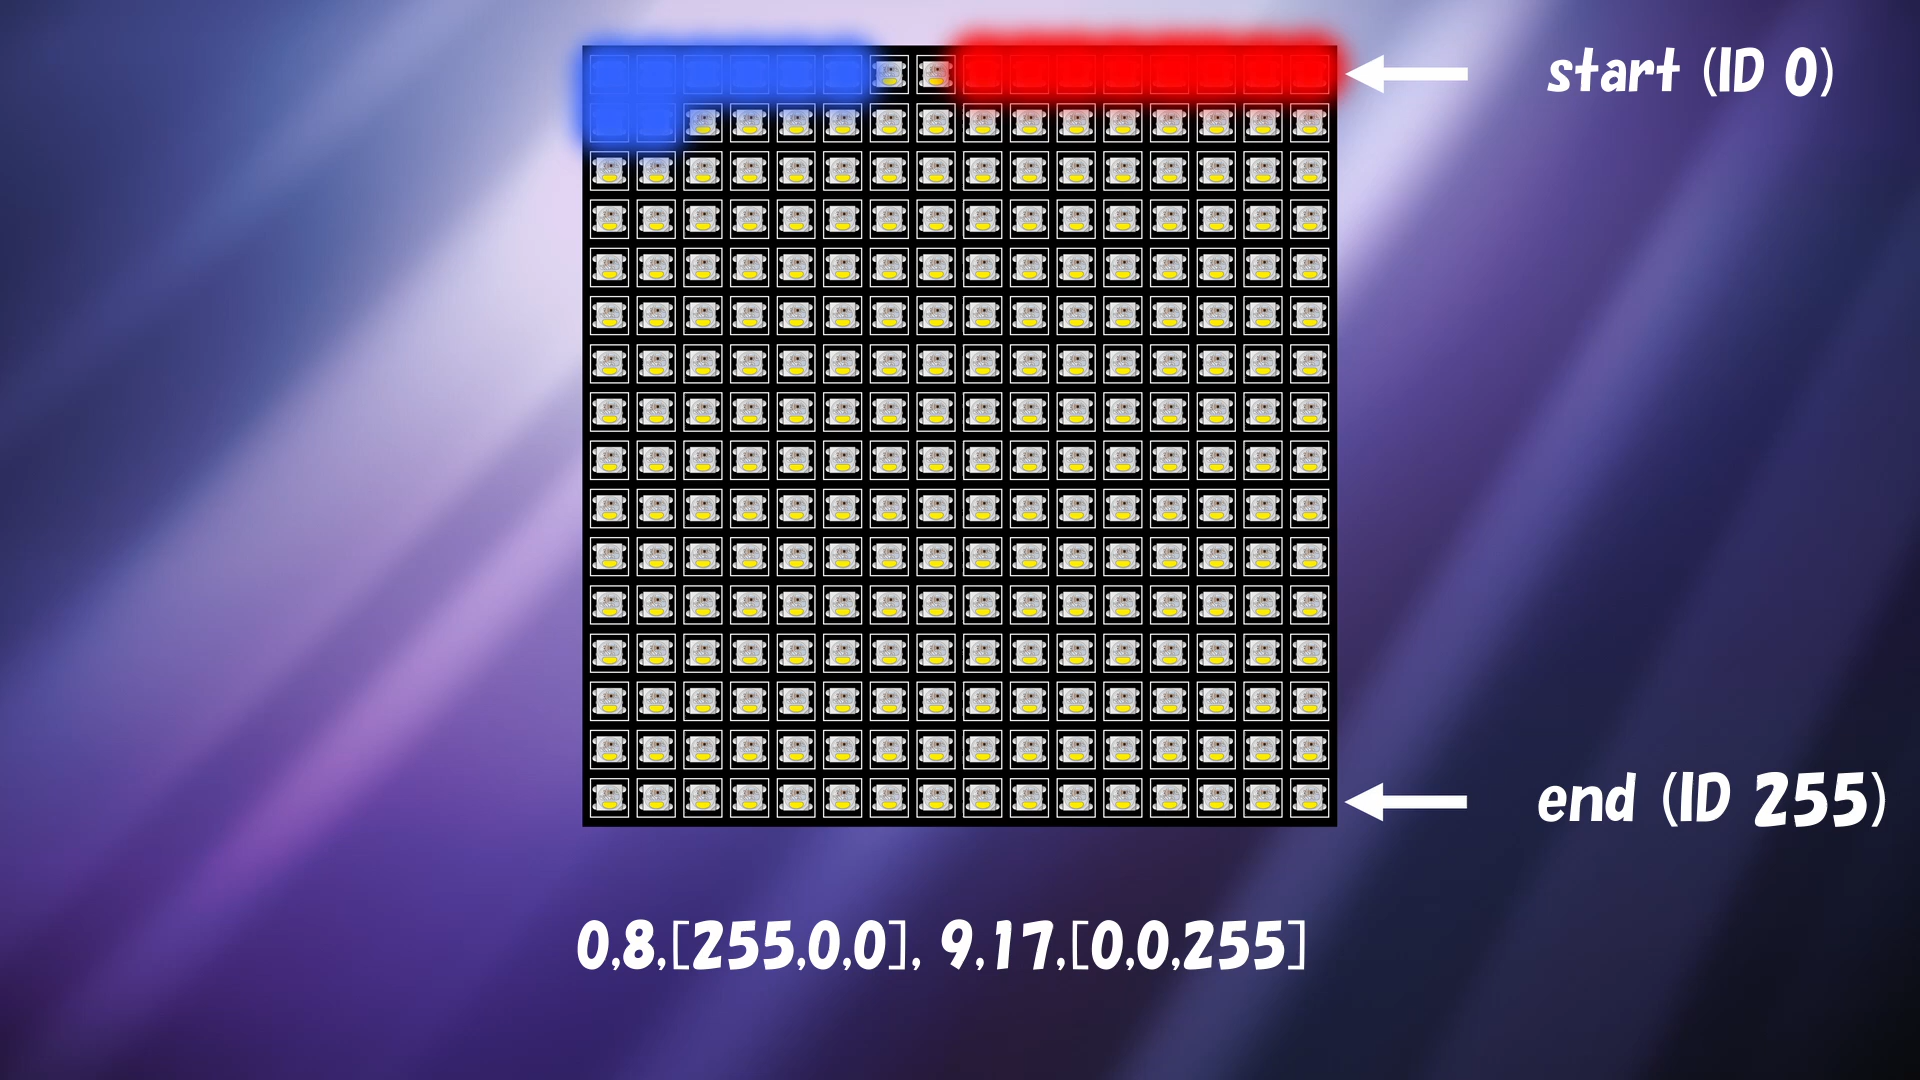 start (ID 0)
end (ID 255)
0,8,[255,0,0], 9,17,[0,0,255]